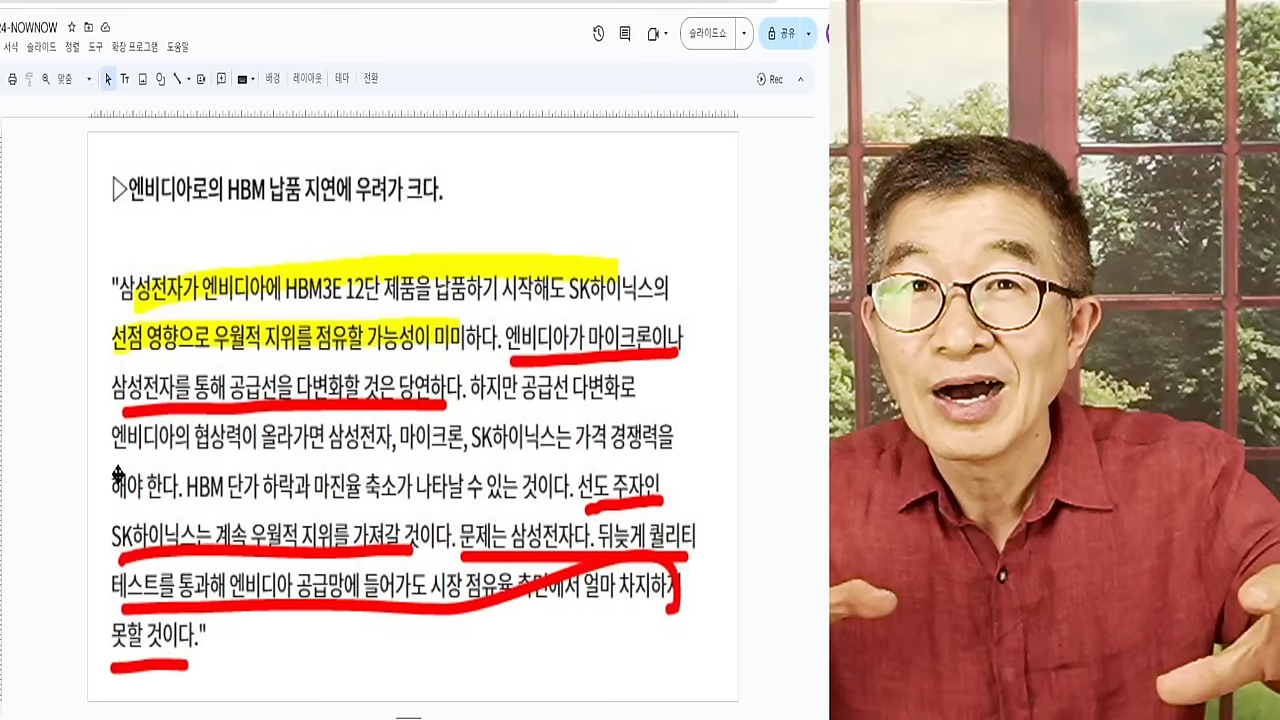 24-NOWNOW
서식 슬라이드 정렬 도구 확장 프로그램 도움말
슬라이드쇼
공유
맞춤
Tт
배경 레이아웃 테마 전환
Rec
▷엔비디아로의 HBM 납품 지연에 우려가 크다.
"삼성전자가 엔비디아에 HBM3E 12단 제품을 납품하기 시작해도 SK하이닉스의
선점 영향으로 우월적 지위를 점유할 가능성이 미미하다. 엔비디아가 마이크론이나
삼성전자를 통해 공급선을 다변화할 것은 당연하다. 하지만 공급선 다변화로
엔비디아의 협상력이 올라가면 삼성전자, 마이크론, SK하이닉스는 가격 경쟁력을
해야 한다. HBM 단가 하락과 마진율 축소가 나타날 수 있는 것이다. 선도 주자인
SK하이닉스는 계속 우월적 지위를 가져갈 것이다. 문제는 삼성전자다. 뒤늦게 퀄리티
테스트를 통과해 엔비디아 공급망에 들어가도 시장 점유율 측면에서 얼마 차지하지
못할 것이다."